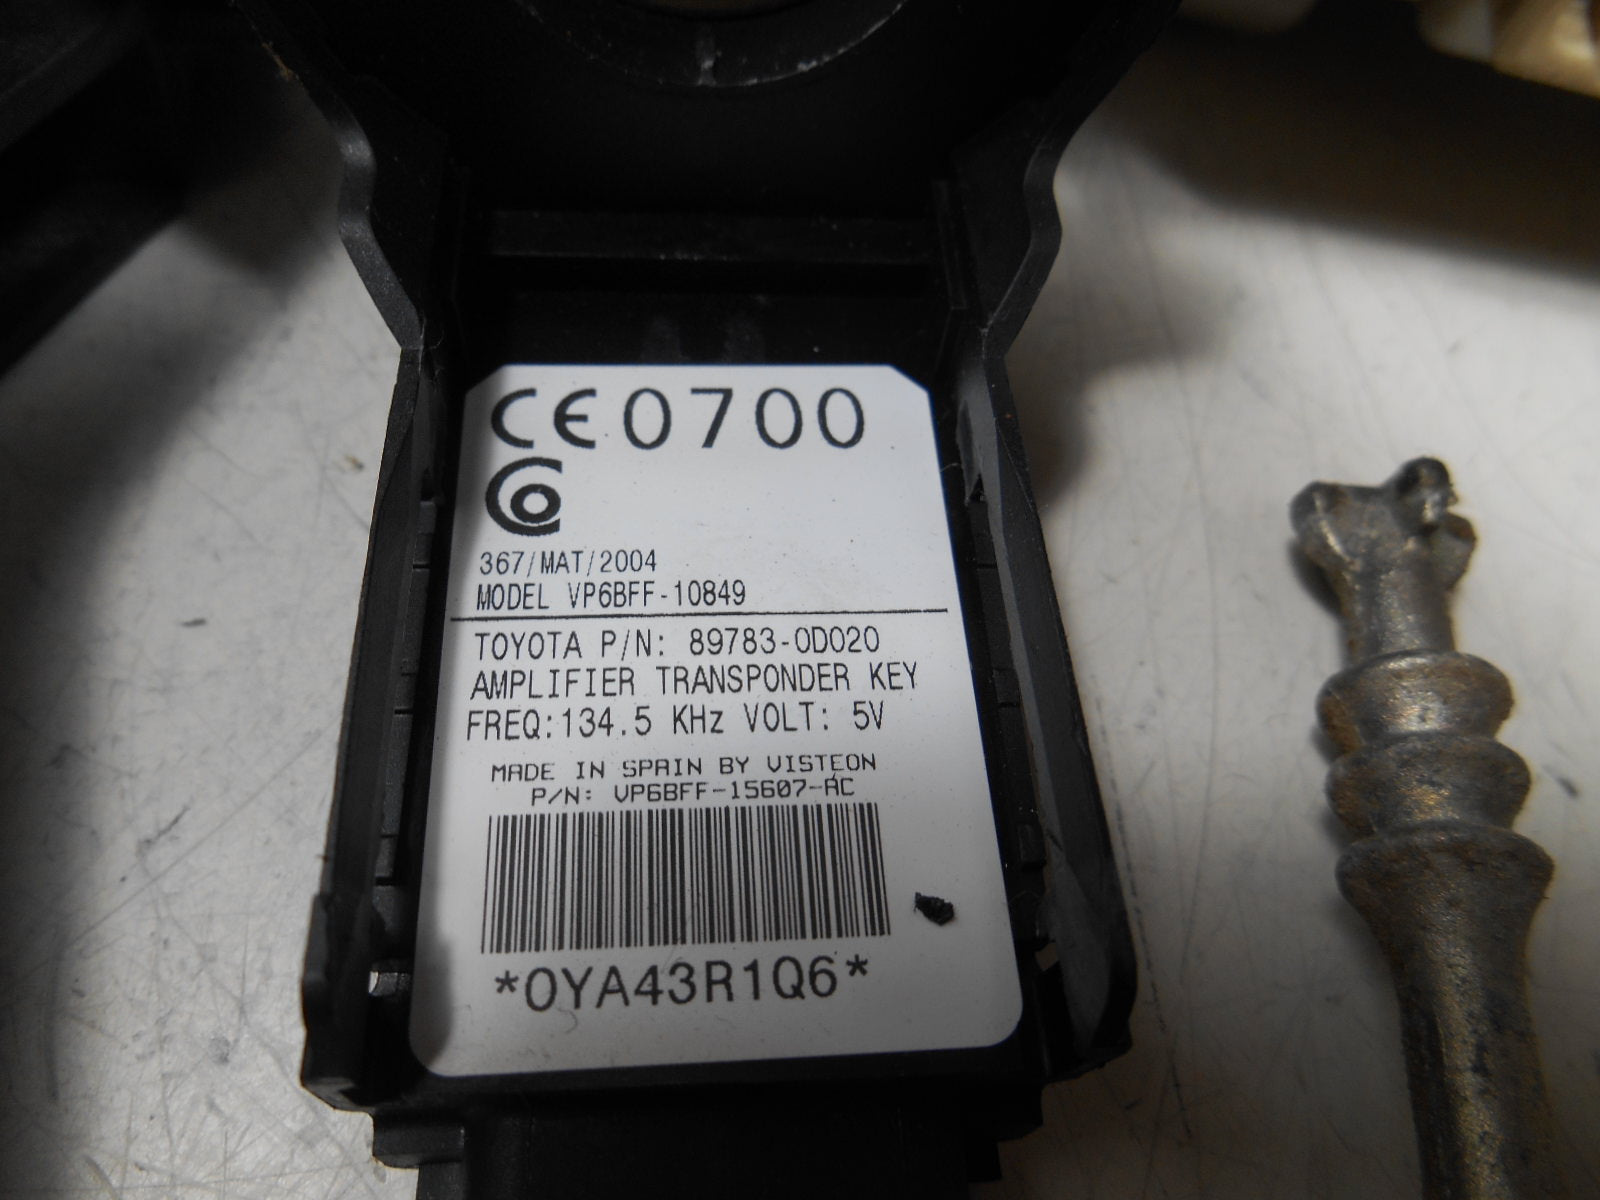 CE0700
367/MAT/2004
MODEL VP6BFF-10849
TOYOTA P/N: 89783-0D020
AMPLIFIER TRANSPONDER KEY
FREQ:134.5 KHz VOLT: 5V
MADE IN SPAIN BY VISTEON
P/N: VP6BFF-15607-AC
*0YA43R1Q6*